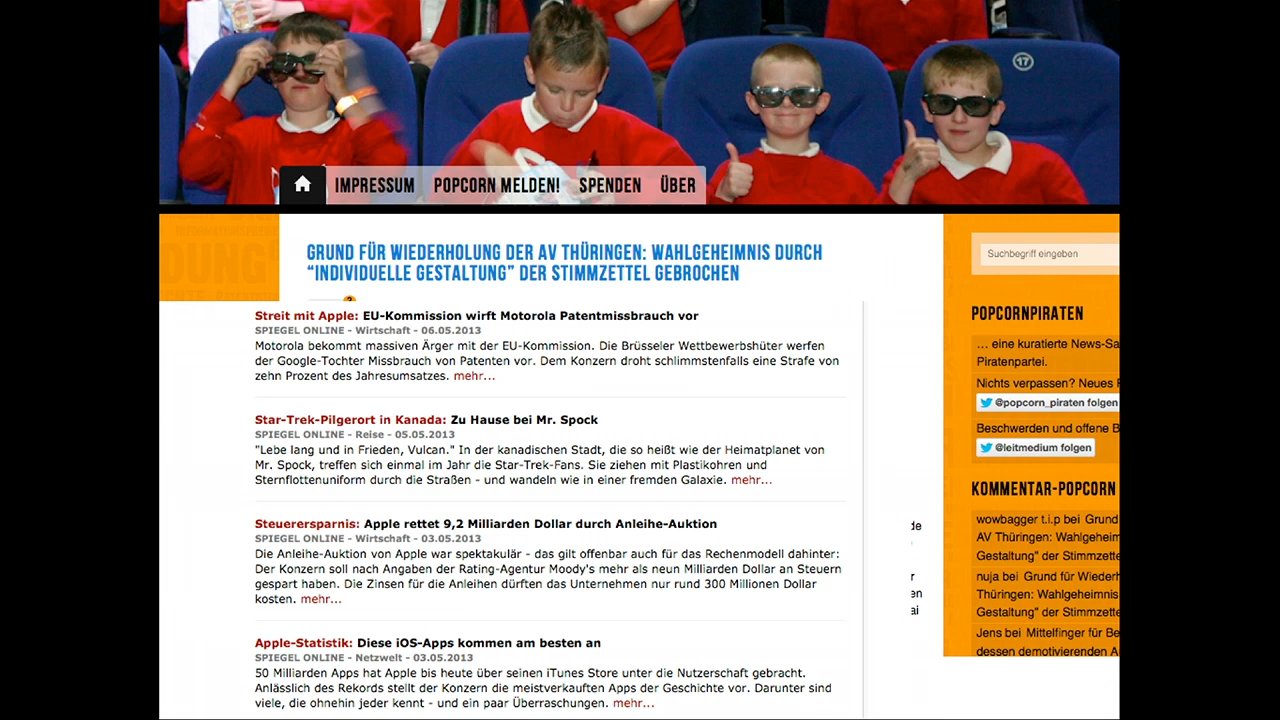 17
IMPRESSUM POPCORN MELDEN! SPENDEN ÜBER
GRUND FÜR WIEDERHOLUNG DER AV THÜRINGEN: WAHLGEHEIMNIS DURCH
“INDIVIDUELLE GESTALTUNG” DER STIMMZETTEL GEBROCHEN
Streit mit Apple: EU-Kommission wirft Motorola Patentmissbrauch vor
SPIEGEL ONLINE - Wirtschaft - 06.05.2013
Motorola bekommt massiven Ärger mit der EU-Kommission. Die Brüsseler Wettbewerbshüter werfen
der Google-Tochter Missbrauch von Patenten vor. Dem Konzern droht schlimmstenfalls eine Strafe von
zehn Prozent des Jahresumsatzes. mehr...
Star-Trek-Pilgerort in Kanada: Zu Hause bei Mr. Spock
SPIEGEL ONLINE - Reise - 05.05.2013
"Lebe lang und in Frieden, Vulcan." In der kanadischen Stadt, die so heißt wie der Heimatplanet von
Mr. Spock, treffen sich einmal im Jahr die Star-Trek-Fans. Sie ziehen mit Plastikohren und
Sternflottenuniform durch die Straßen - und wandeln wie in einer fremden Galaxie. mehr...
Steuerersparnis: Apple rettet 9,2 Milliarden Dollar durch Anleihe-Auktion
SPIEGEL ONLINE - Wirtschaft - 03.05.2013
Die Anleihe-Auktion von Apple war spektakulär - das gilt offenbar auch für das Rechenmodell dahinter:
Der Konzern soll nach Angaben der Rating-Agentur Moody's mehr als neun Milliarden Dollar an Steuern
gespart haben. Die Zinsen für die Anleihen dürften das Unternehmen nur rund 300 Millionen Dollar
kosten. mehr...
Apple-Statistik: Diese iOS-Apps kommen am besten an
SPIEGEL ONLINE - Netzwelt - 03.05.2013
50 Milliarden Apps hat Apple bis heute über seinen iTunes Store unter die Nutzerschaft gebracht.
Anlässlich des Rekords stellt der Konzern die meistverkauften Apps der Geschichte vor. Darunter sind
viele, die ohnehin jeder kennt - und ein paar Überraschungen. mehr...
de
r
en
ai
Suchbegriff eingeben
POPCORNPIRATEN
... eine kuratierte News-Sa
Piratenpartei.
Nichts verpassen? Neues
@popcorn_piraten folgen
Beschwerden und offene B
@leitmedium folgen
KOMMENTAR-POPCORN
wowbagger t.i.p bei Grund
AV Thüringen: Wahlgeheim
Gestaltung" der Stimmzette
nuja bei Grund für Wiederh
Thüringen: Wahlgeheimnis
Gestaltung" der Stimmzette
Jens bei Mittelfinger für Be
dessen demotivierenden A